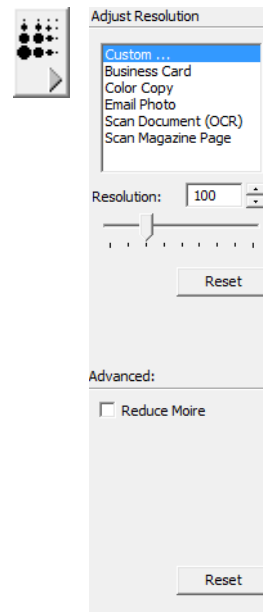 Adjust Resolution
Custom ...
Business Card
Color Copy
Email Photo
Scan Document (OCR)
Scan Magazine Page
Resolution: 100
Reset
Advanced:
Reduce Moire
Reset